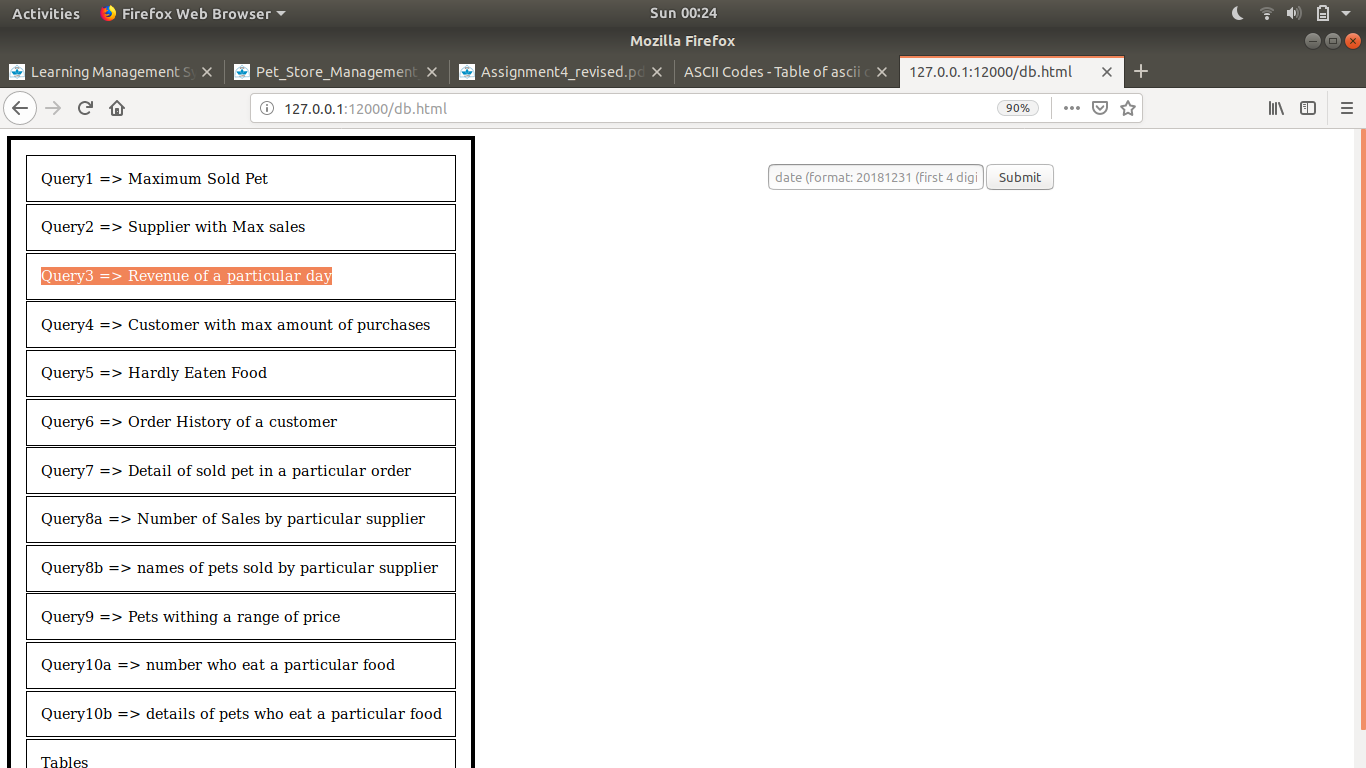 Activities Firefox Web Browser Sun 00:24
Mozilla Firefox
Learning Management Sy Pet_Store_Management Assignment4_revised.pd ASCII Codes - Table of ascii c 127.0.0.1:12000/db.html
127.0.0.1:12000/db.html 90%
date (format: 20181231 (first 4 digi Submit
Query1 => Maximum Sold Pet
Query2 => Supplier with Max sales
Query3 => Revenue of a particular day
Query4 => Customer with max amount of purchases
Query5 => Hardly Eaten Food
Query6 => Order History of a customer
Query7 => Detail of sold pet in a particular order
Query8a => Number of Sales by particular supplier
Query8b => names of pets sold by particular supplier
Query9 => Pets withing a range of price
Query10a => number who eat a particular food
Query10b => details of pets who eat a particular food
Tables